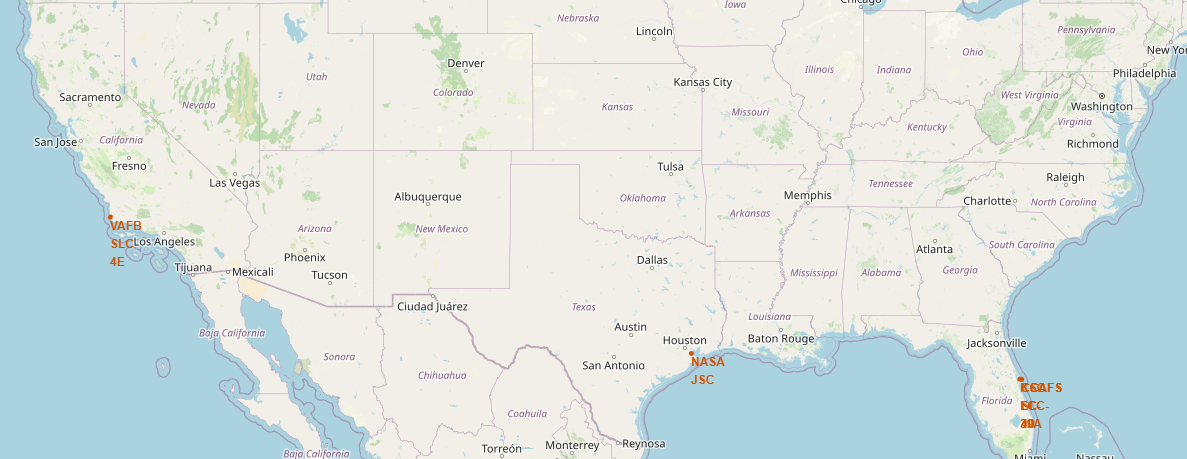 Chicago
Iowa
Nebraska
Pennsylvania
Lincoln
New Yor
Ohio
Denver
Utah
Illinois
Indiana
Philadelphia
Kansas City
Colorado
Sacramento
West Virginia
Nevada
Kansas
Washington
Missouri
Virginia
Kentucky
San Jose
California
Richmond
Fresno
Tulsa
Las Vegas
Tennessee
Raleigh
Albuquerque
Oklahoma
Memphis
Charlotte
North Carolina
Arkansas
VAFB
SLC-
4E
Los Angeles
Arizona
New Mexico
South Carolina
Atlanta
Phoenix
Dallas
Tijuana
Mexicali
Tucson
Mississippi
Alabama
Georgia
Ciudad Juárez
Texas
Louisiana
Austin
Baja California
Houston
Baton Rouge
Jacksonville
Sonora
San Antonio
NASA
JSC
Chihuahua
Florida
Coahuila
Reynosa
Torreón
Monterrey
Baja California
Miami
Nassau